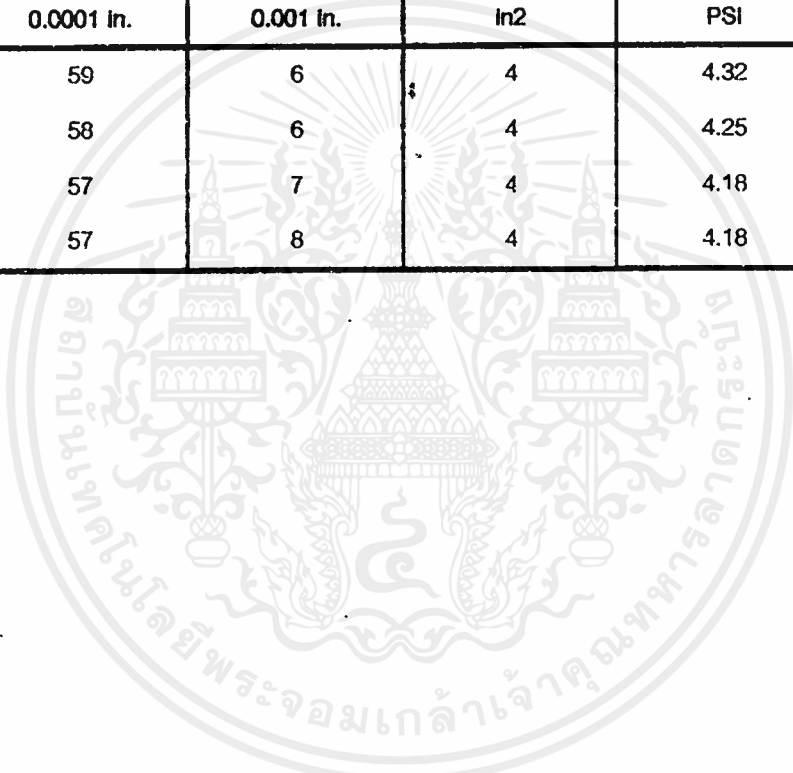 0.0001 in. 0.001 in. in2 PSI
59 6 4 4.32
58 6 4 4.25
57 7 4 4.18
57 8 4 4.18
สถาบันเทคโนโลยีพระจอมเกล้าเจ้าคุณทหารลาดกระบัง